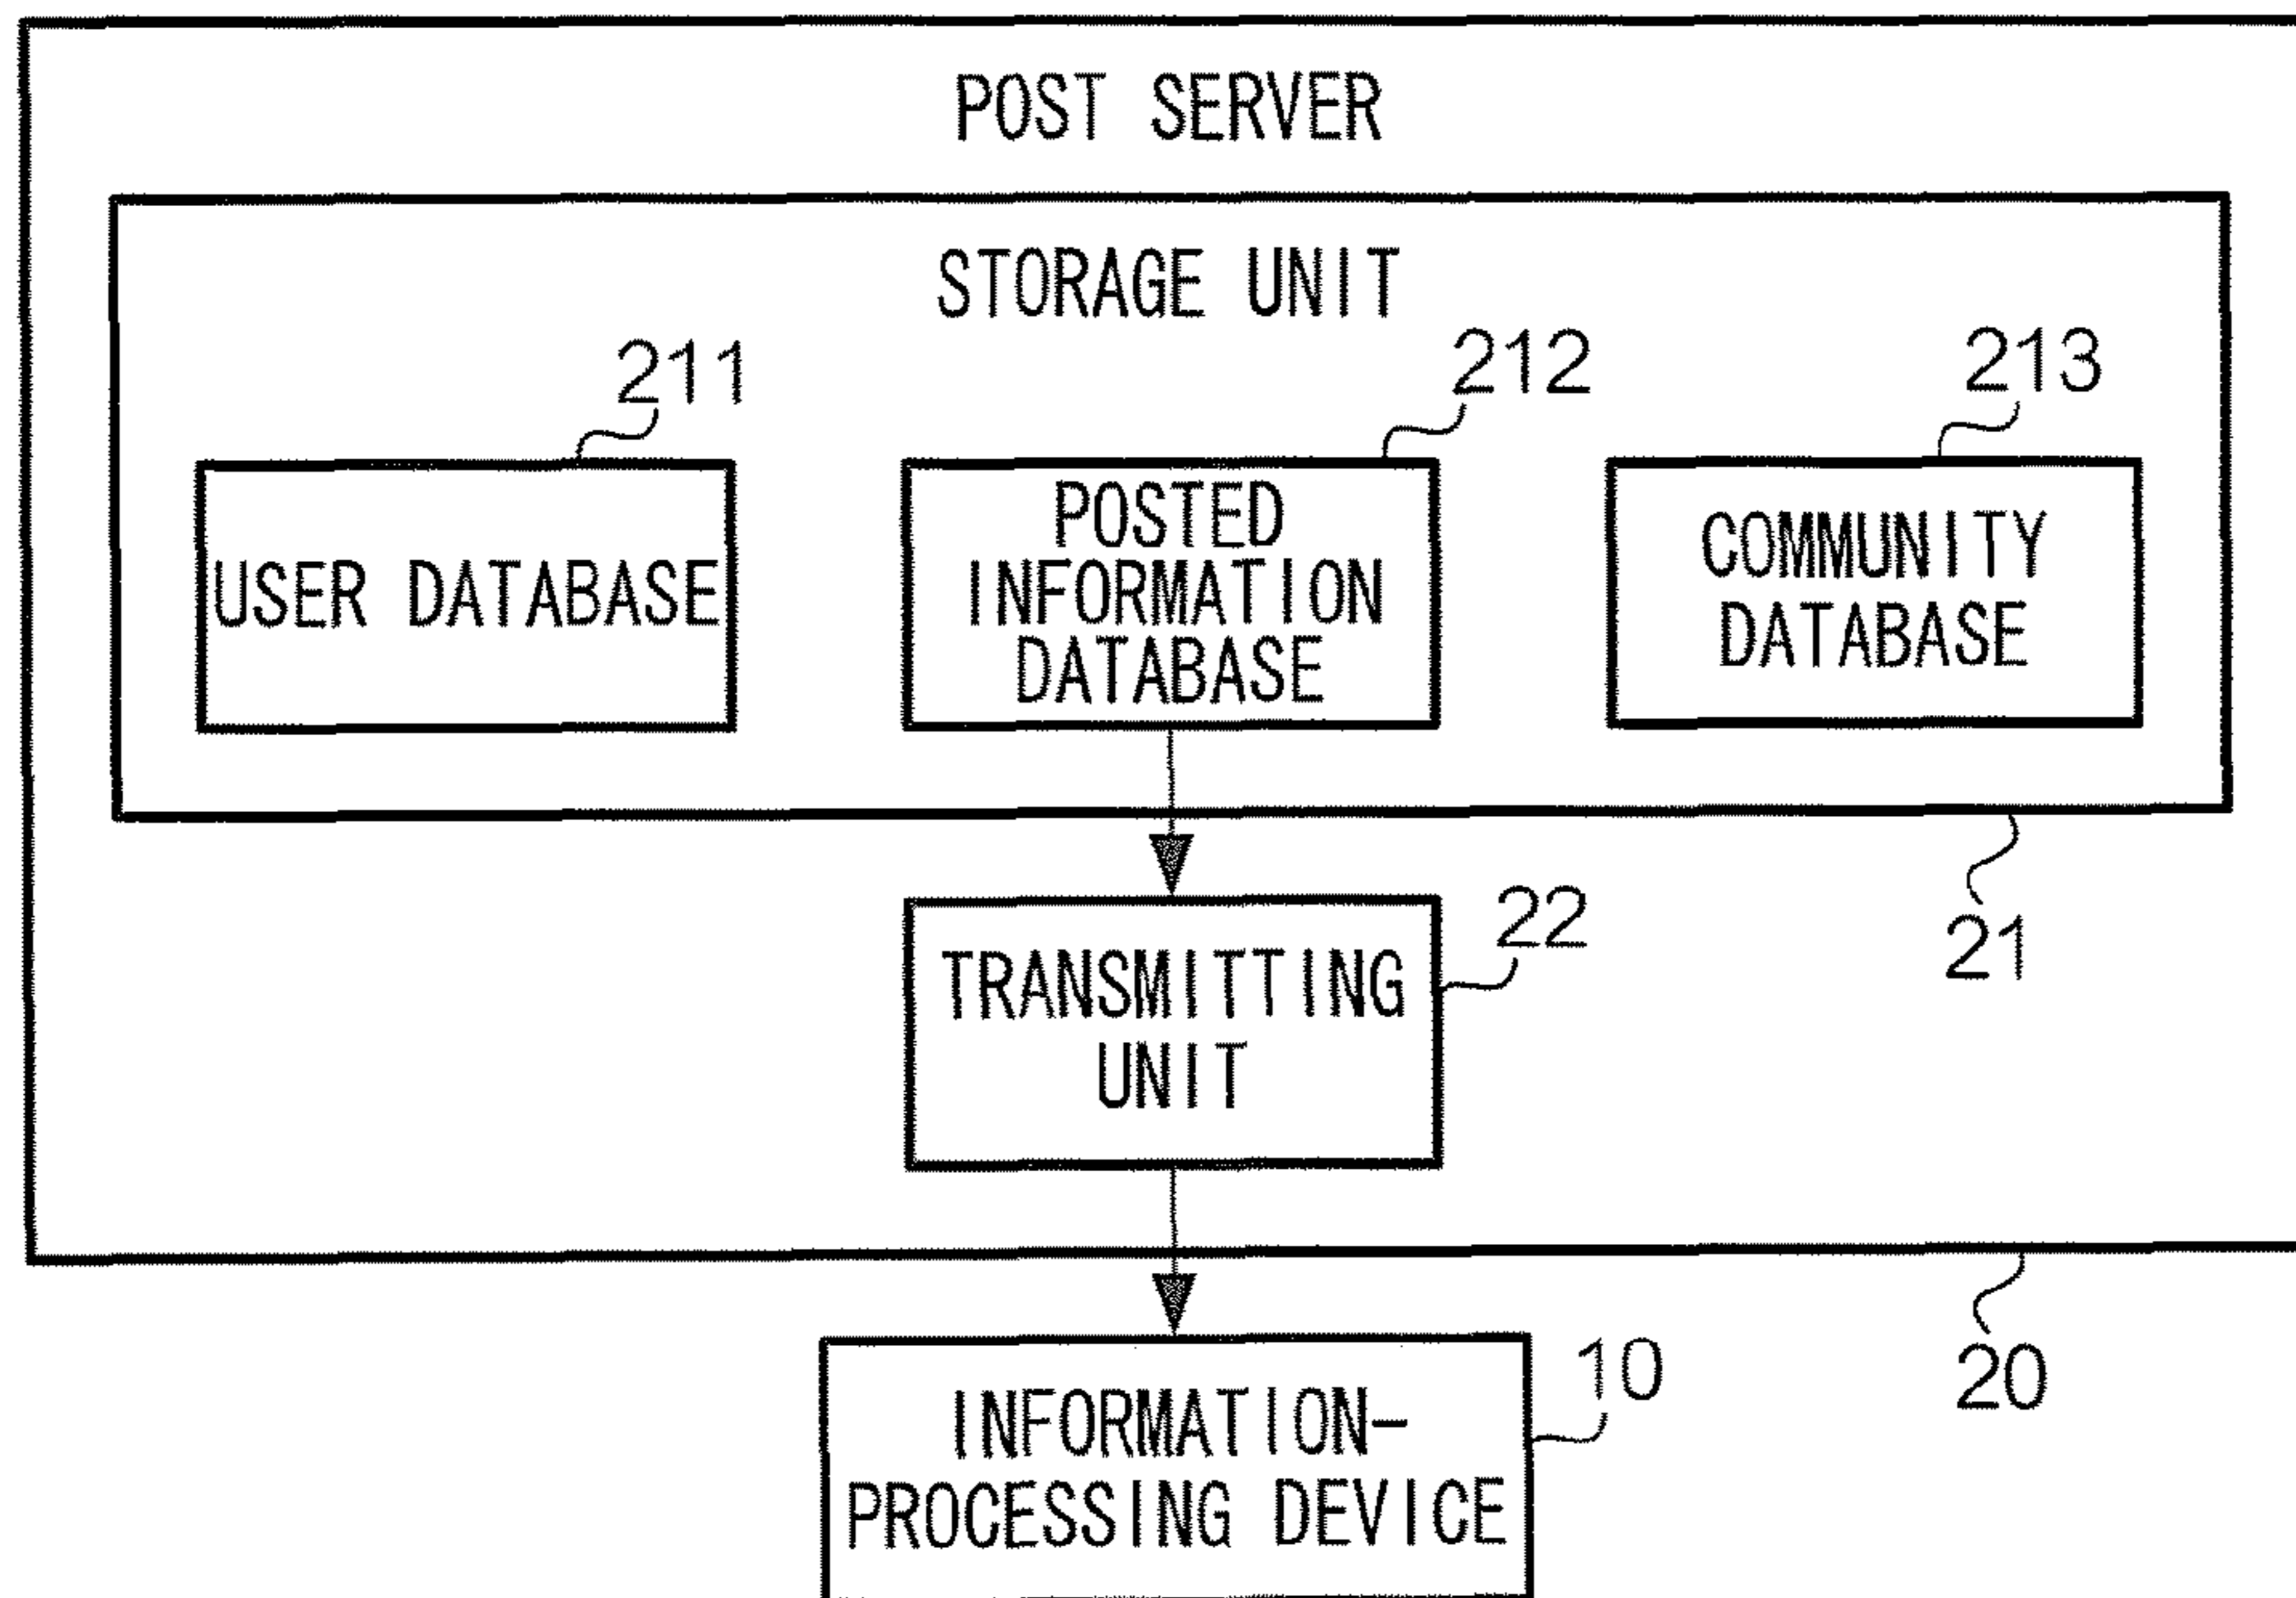 POST SERVER
STORAGE UNIT
211
212
213
USER DATABASE
POSTED
INFORMATION
DATABASE
COMMUNITY
DATABASE
22
21
TRANSMITTING
UNIT
10
20
INFORMATION-
PROCESSING DEVICE